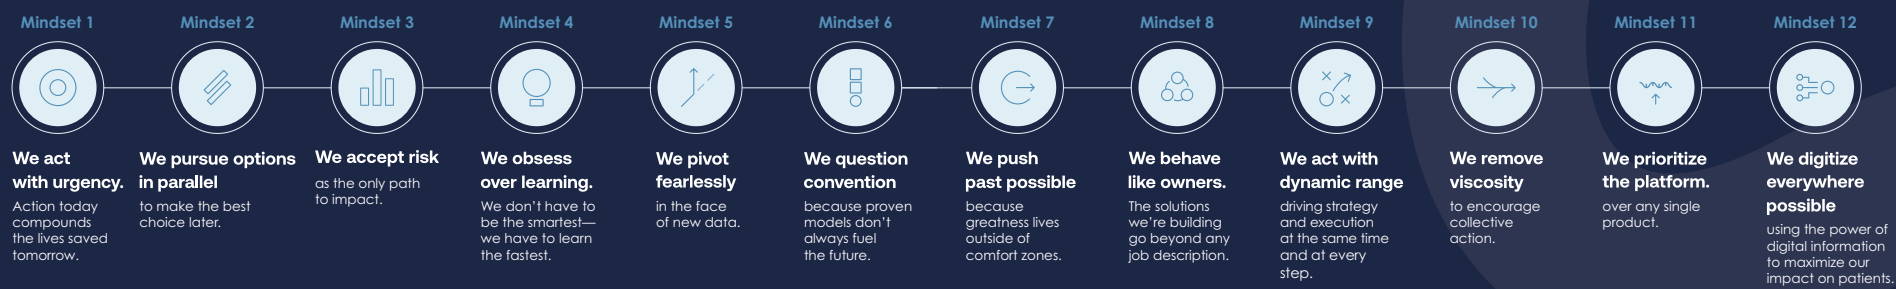 Mindset 1
We act
with urgency.
Action today
compounds
the lives saved
tomorrow.
Mindset 2
We pursue options
in parallel
to make the best
choice later.
Mindset 3
We accept risk
as the only path
to impact.
Mindset 4
We obsess
over learning.
We don't have to
be the smartest—
we have to learn
the fastest.
Mindset 5
We pivot
fearlessly
in the face
of new data.
Mindset 6
We question
convention
because proven
models don't
always fuel
the future.
Mindset 7
We push
past possible
because
greatness lives
outside of
comfort zones.
Mindset 8
We behave
like owners.
The solutions
we're building
go beyond any
job description.
Mindset 9
We act with
dynamic range
driving strategy
and execution
at the same time
and at every
step.
Mindset 10
We remove
viscosity
to encourage
collective
action.
Mindset 11
We prioritize
the platform.
over any single
product.
Mindset 12
We digitize
everywhere
possible
using the power of
digital information
to maximize our
impact on patients.